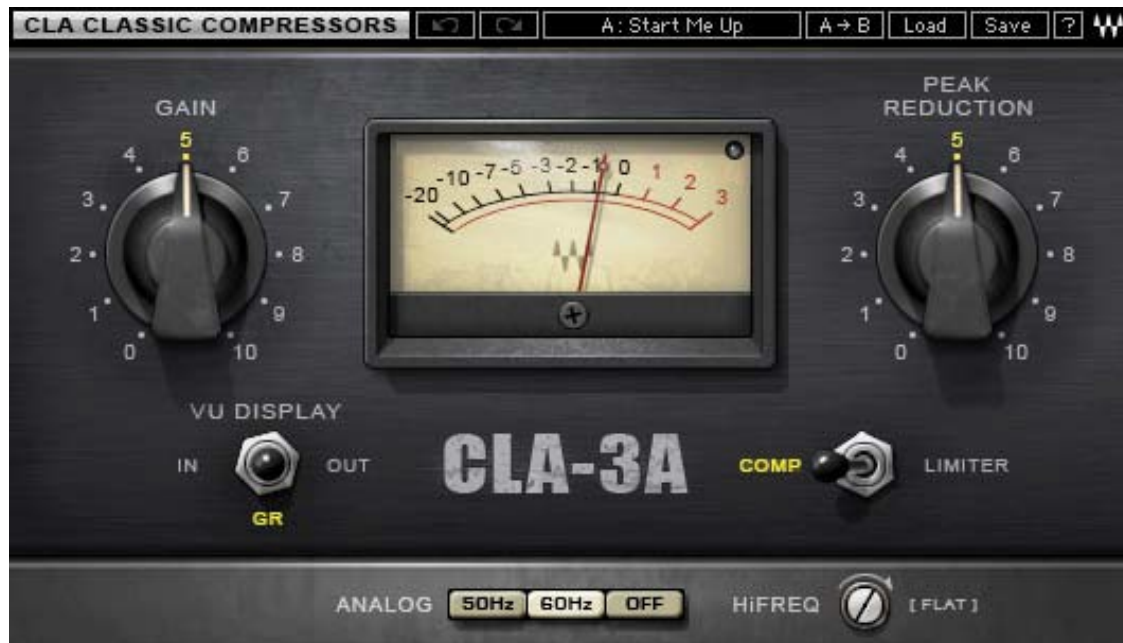 CLA CLASSIC COMPRESSORS A: Start Me Up A→B Load Save ?
GAIN
PEAK
REDUCTION
0 1 2 3 4 5 6 7 8 9 10
-20 -10 -7 -5 -3 -2 -1 0 1 2 3
0 1 2 3 4 5 6 7 8 9 10
VU DISPLAY
IN OUT
GR
CLA-3A
COMP LIMITER
ANALOG 50Hz 60Hz OFF HiFREQ [FLAT]